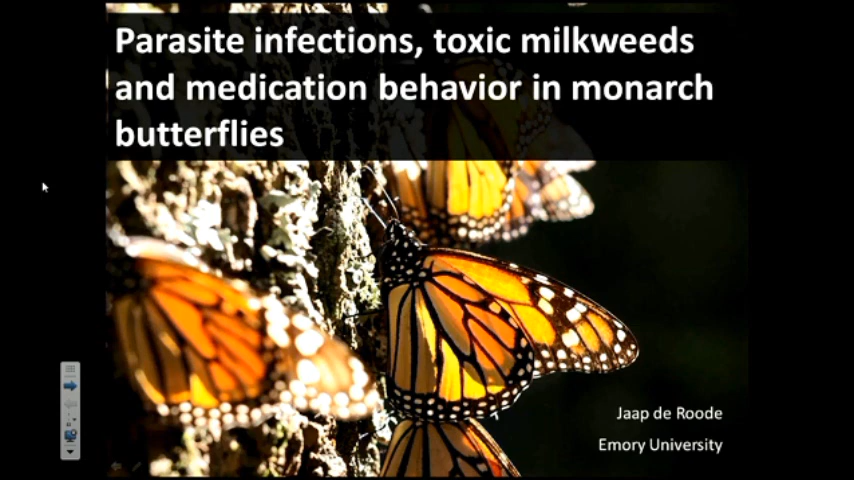 Parasite infections, toxic milkweeds
and medication behavior in monarch
butterflies
Jaap de Roode
Emory University